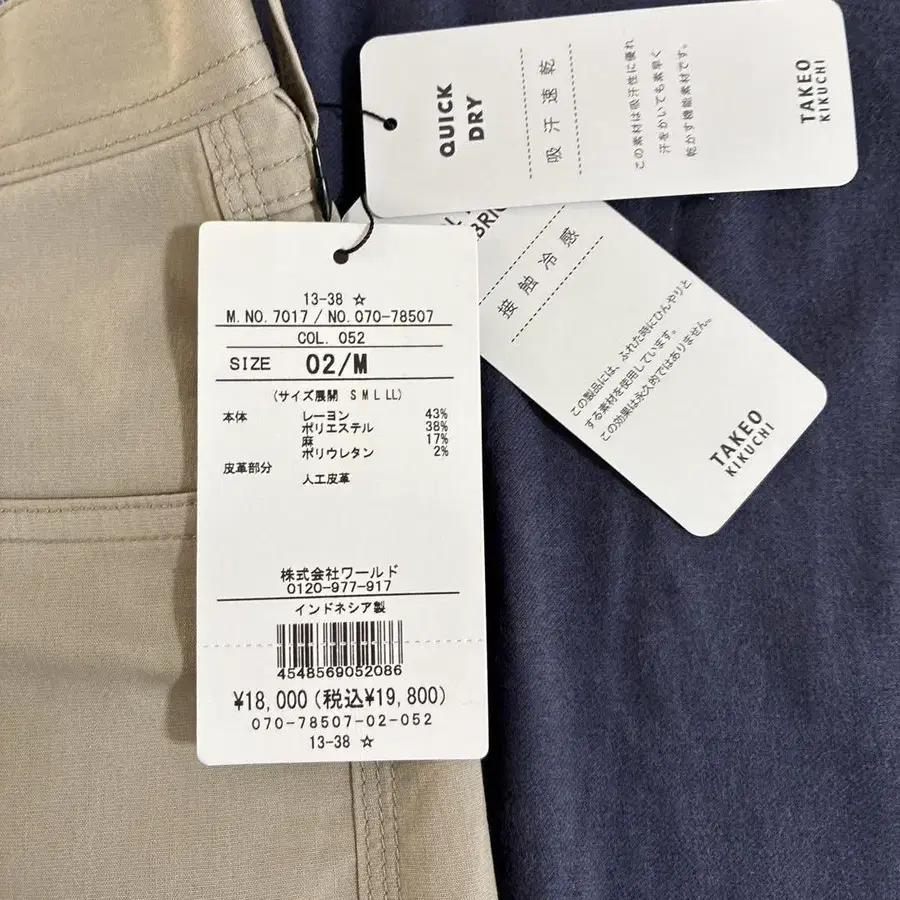 QUICK
DRY
吸汗速乾
この素材は吸汗性に優れ
汗をかいても素早く
乾かす機能素材です。
TAKEO
KIKUCHI
接触冷感
この製品には、ふれた時にひんやりと
する素材を使用しています。
この効果は永久的ではありません。
TAKEO
KIKUCHI
13-38 ☆
M. NO. 7017 / NO. 070-78507
COL. 052
SIZE 02/M
(サイズ展開 S M L LL)
本体 レーヨン 43%
ポリエステル 38%
麻 17%
ポリウレタン 2%
皮革部分
人工皮革
株式会社ワールド
0120-977-917
インドネシア製
4548569052086
¥18,000(税込¥19,800)
070-78507-02-052
13-38 ☆